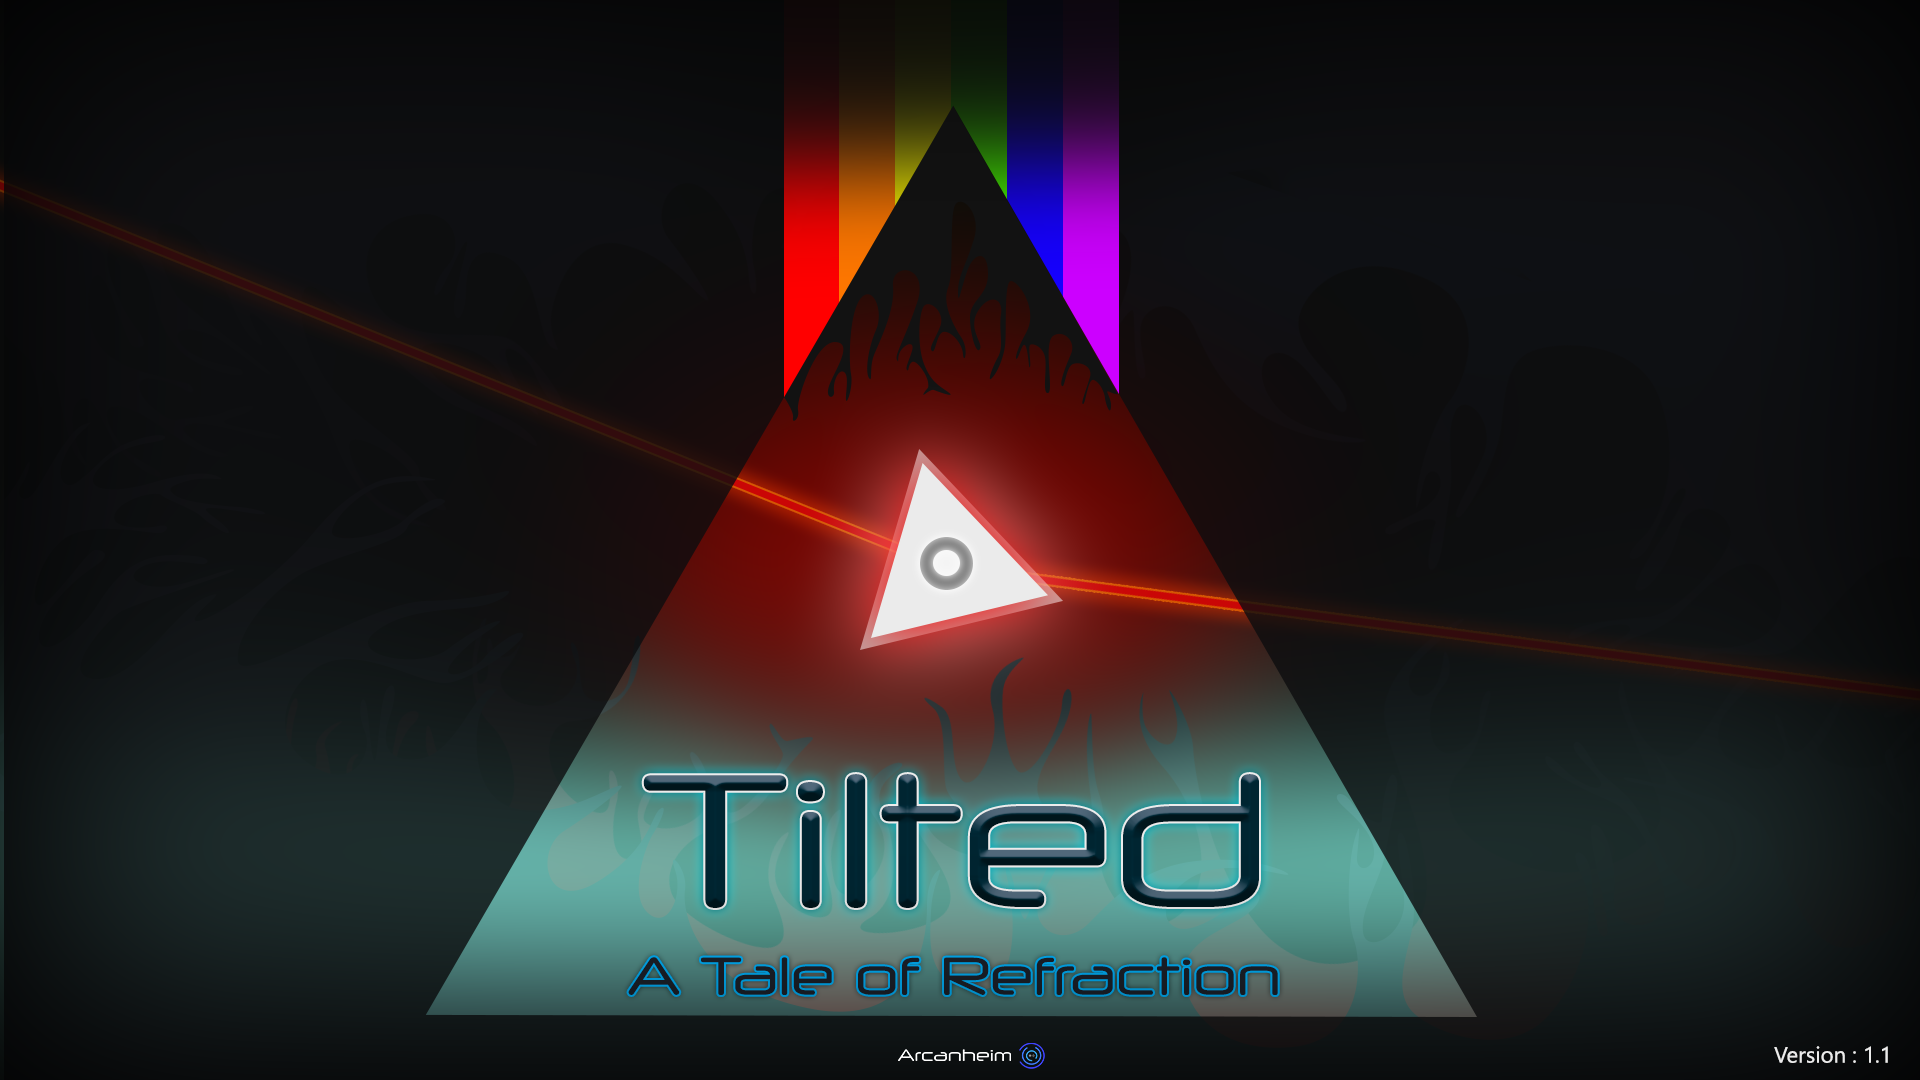 Tilted
A Tale of Refraction
Arcanheim
Version : 1.1